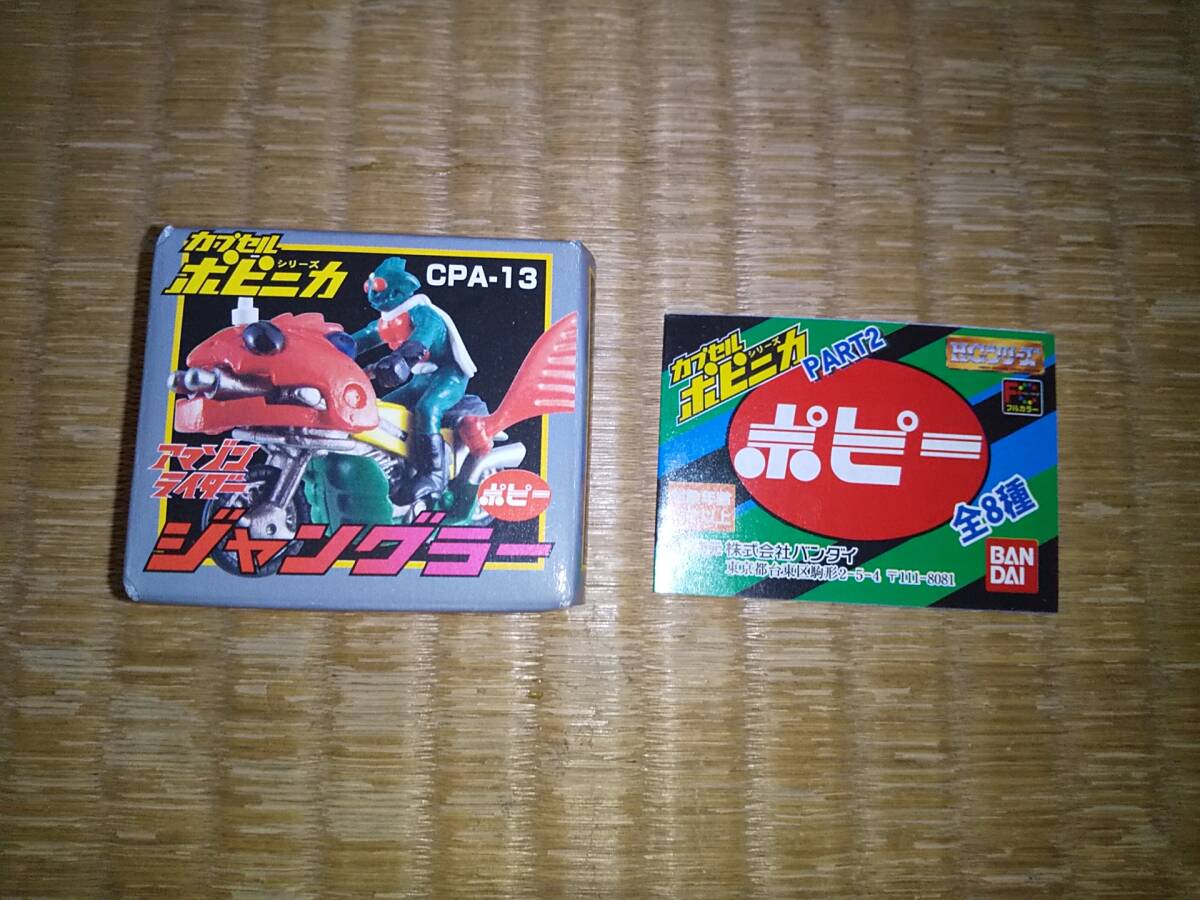 カプセル
ポピニカ
シリーズ
CPA-13
アマゾン
ライダー
ポピー
ジャングラー
カプセル
ポピニカ
シリーズ
PART2
HGシリーズ
フルカラー
ポピー
全8種
株式会社バンダイ
東京都台東区駒形2-5-4 〒111-8081
BAN
DAI